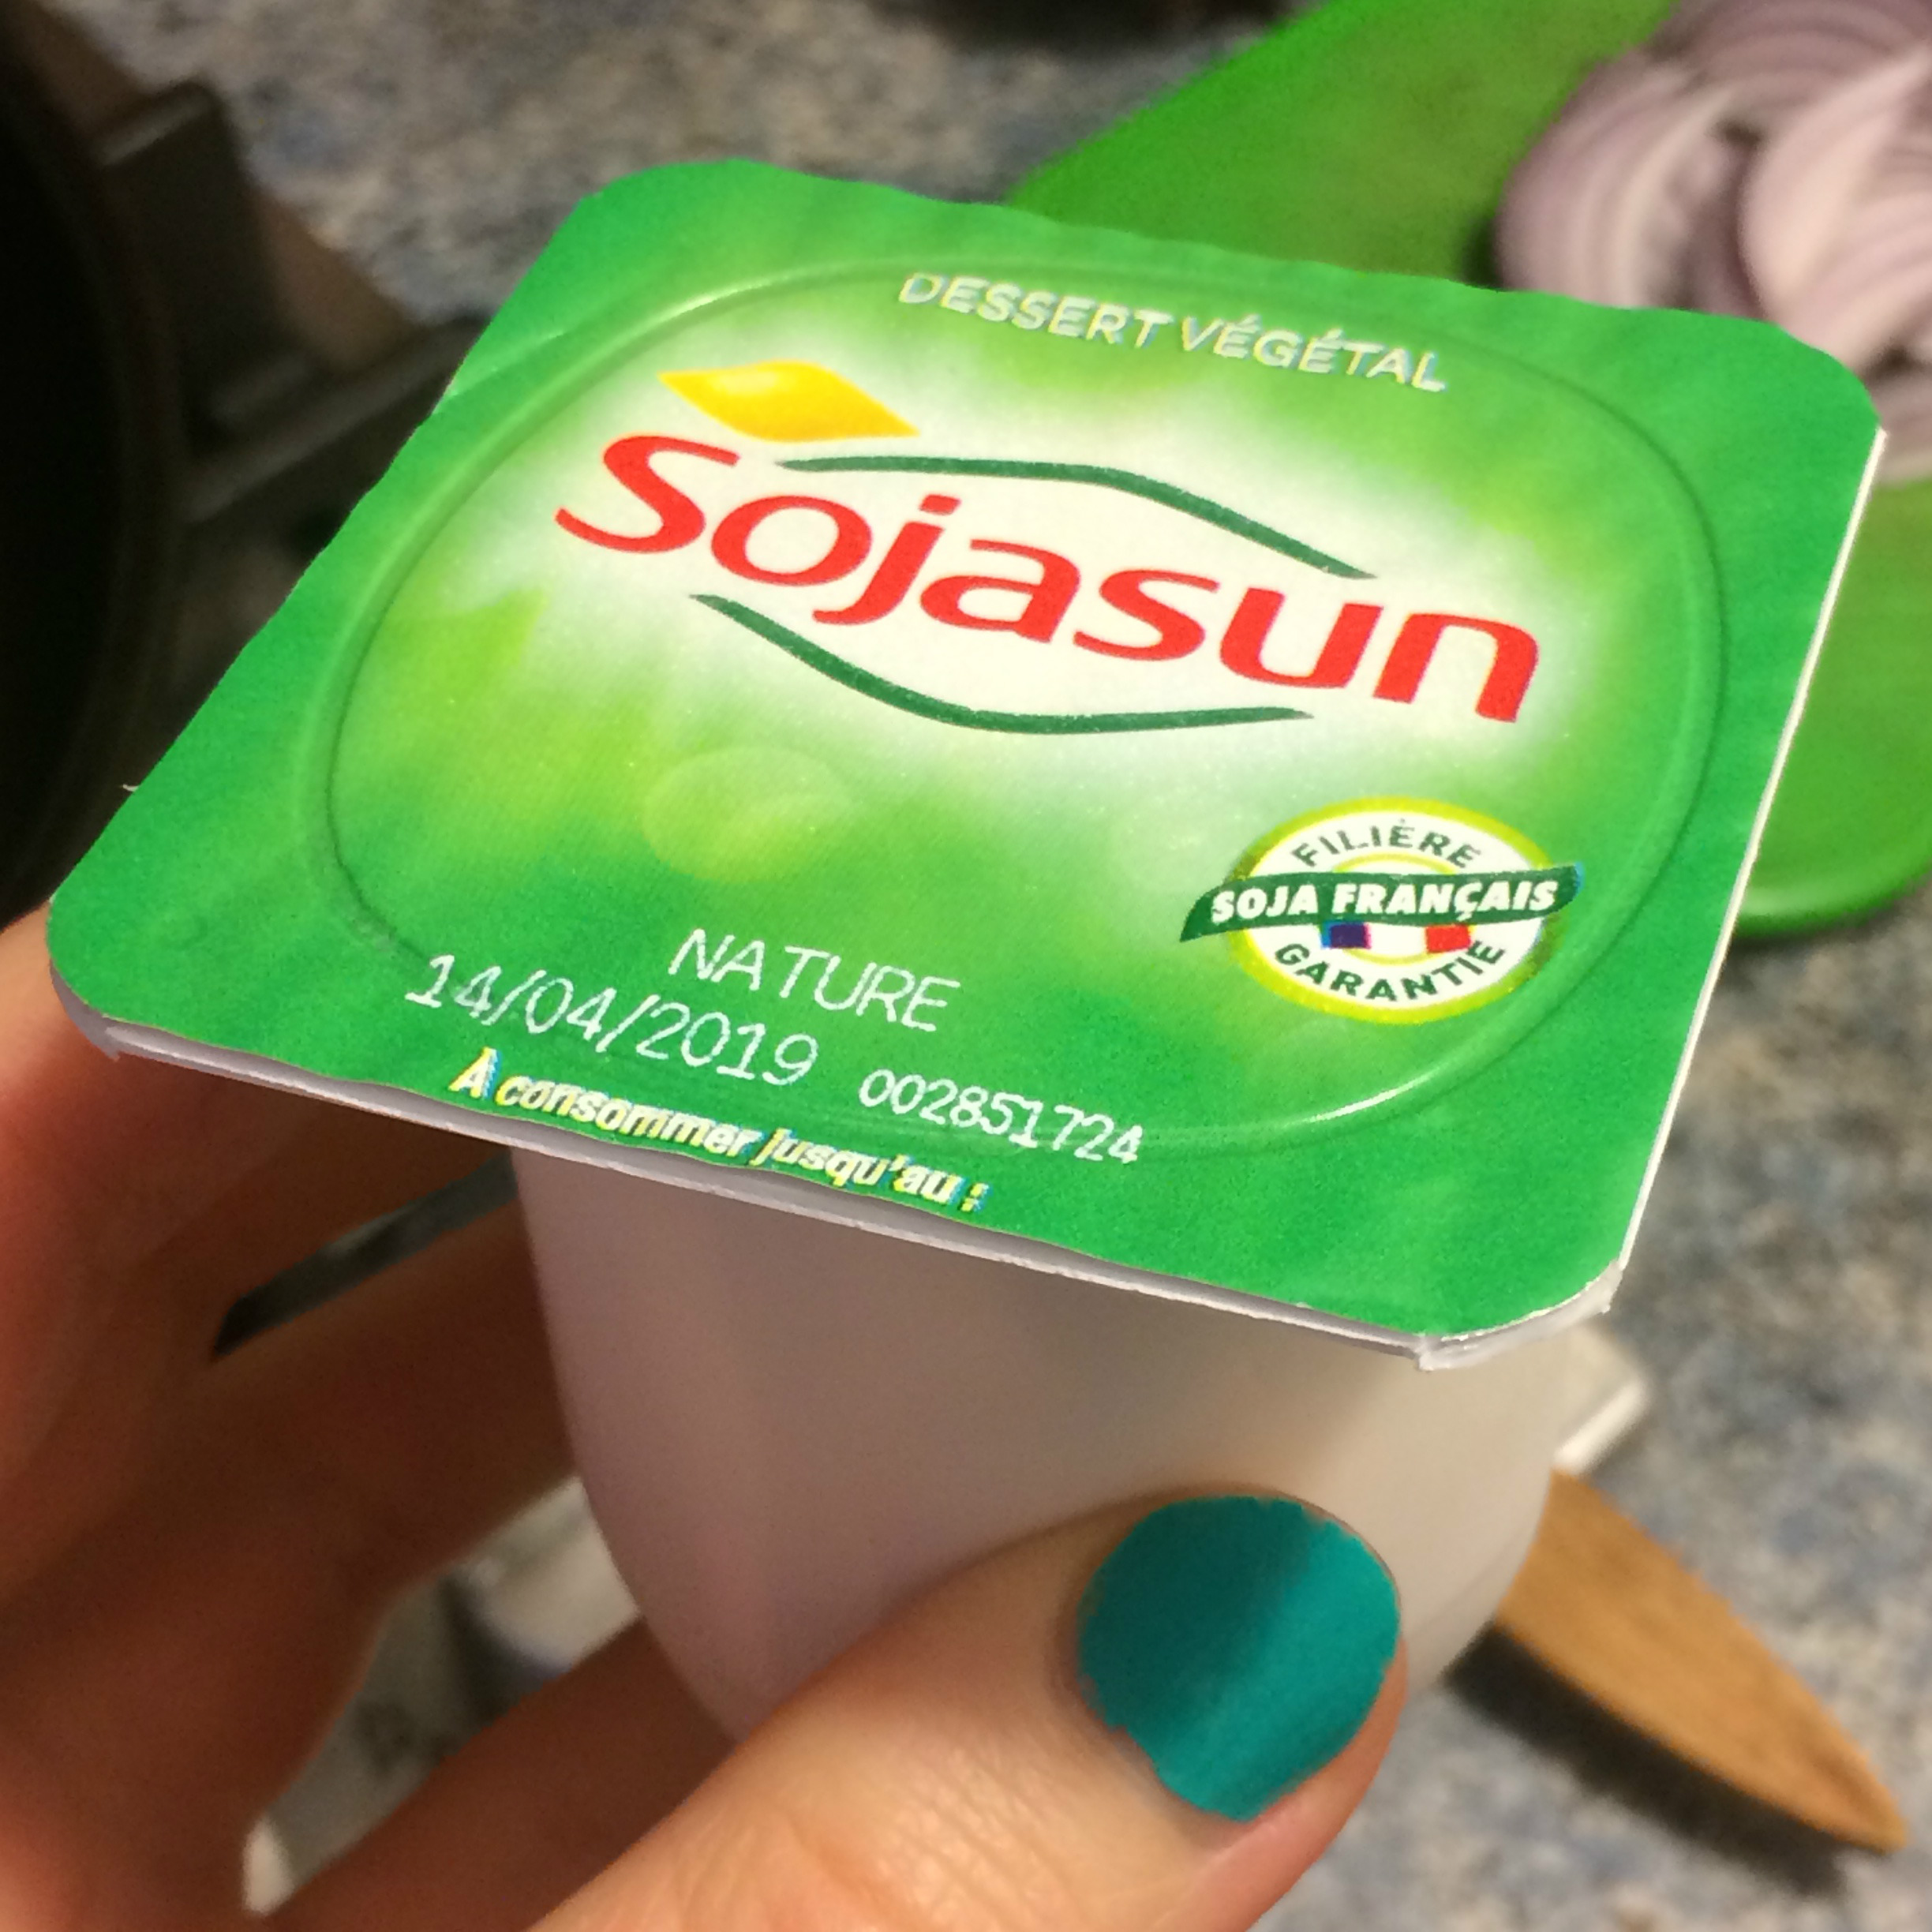 DESSERT VÉGÉTAL
Sojasun
FILIÈRE
SOJA FRANÇAIS
GARANTIE
NATURE
14/04/2019 002851724
A consommer jusqu'au :